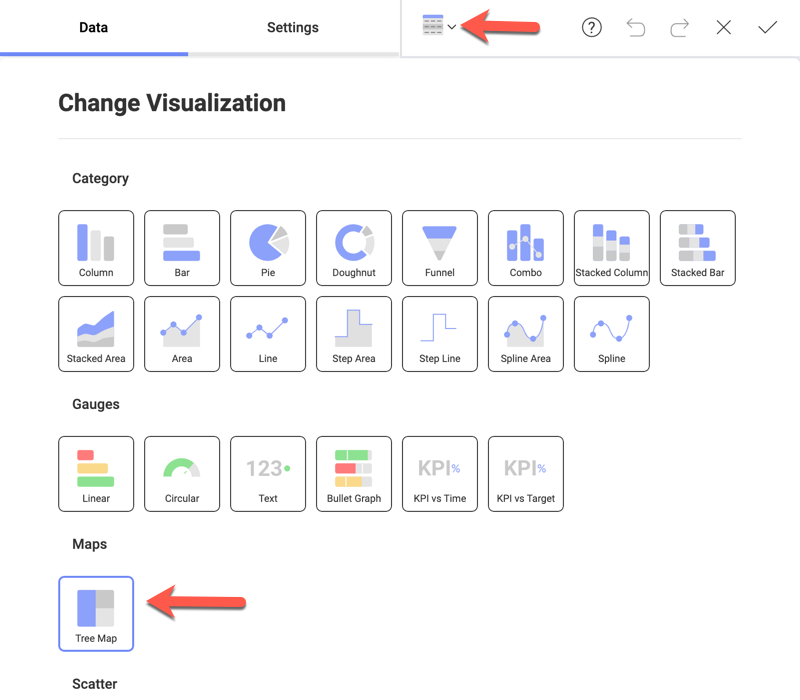 Data
Settings
Change Visualization
Category
Column
Bar
Pie
Doughnut
Funnel
Combo
Stacked Column
Stacked Bar
Stacked Area
Area
Line
Step Area
Step Line
Spline Area
Spline
Gauges
123
KPI%
KPI%
Linear
Circular
Text
Bullet Graph
KPI vs Time
KPI vs Target
Maps
Tree Map
Scatter